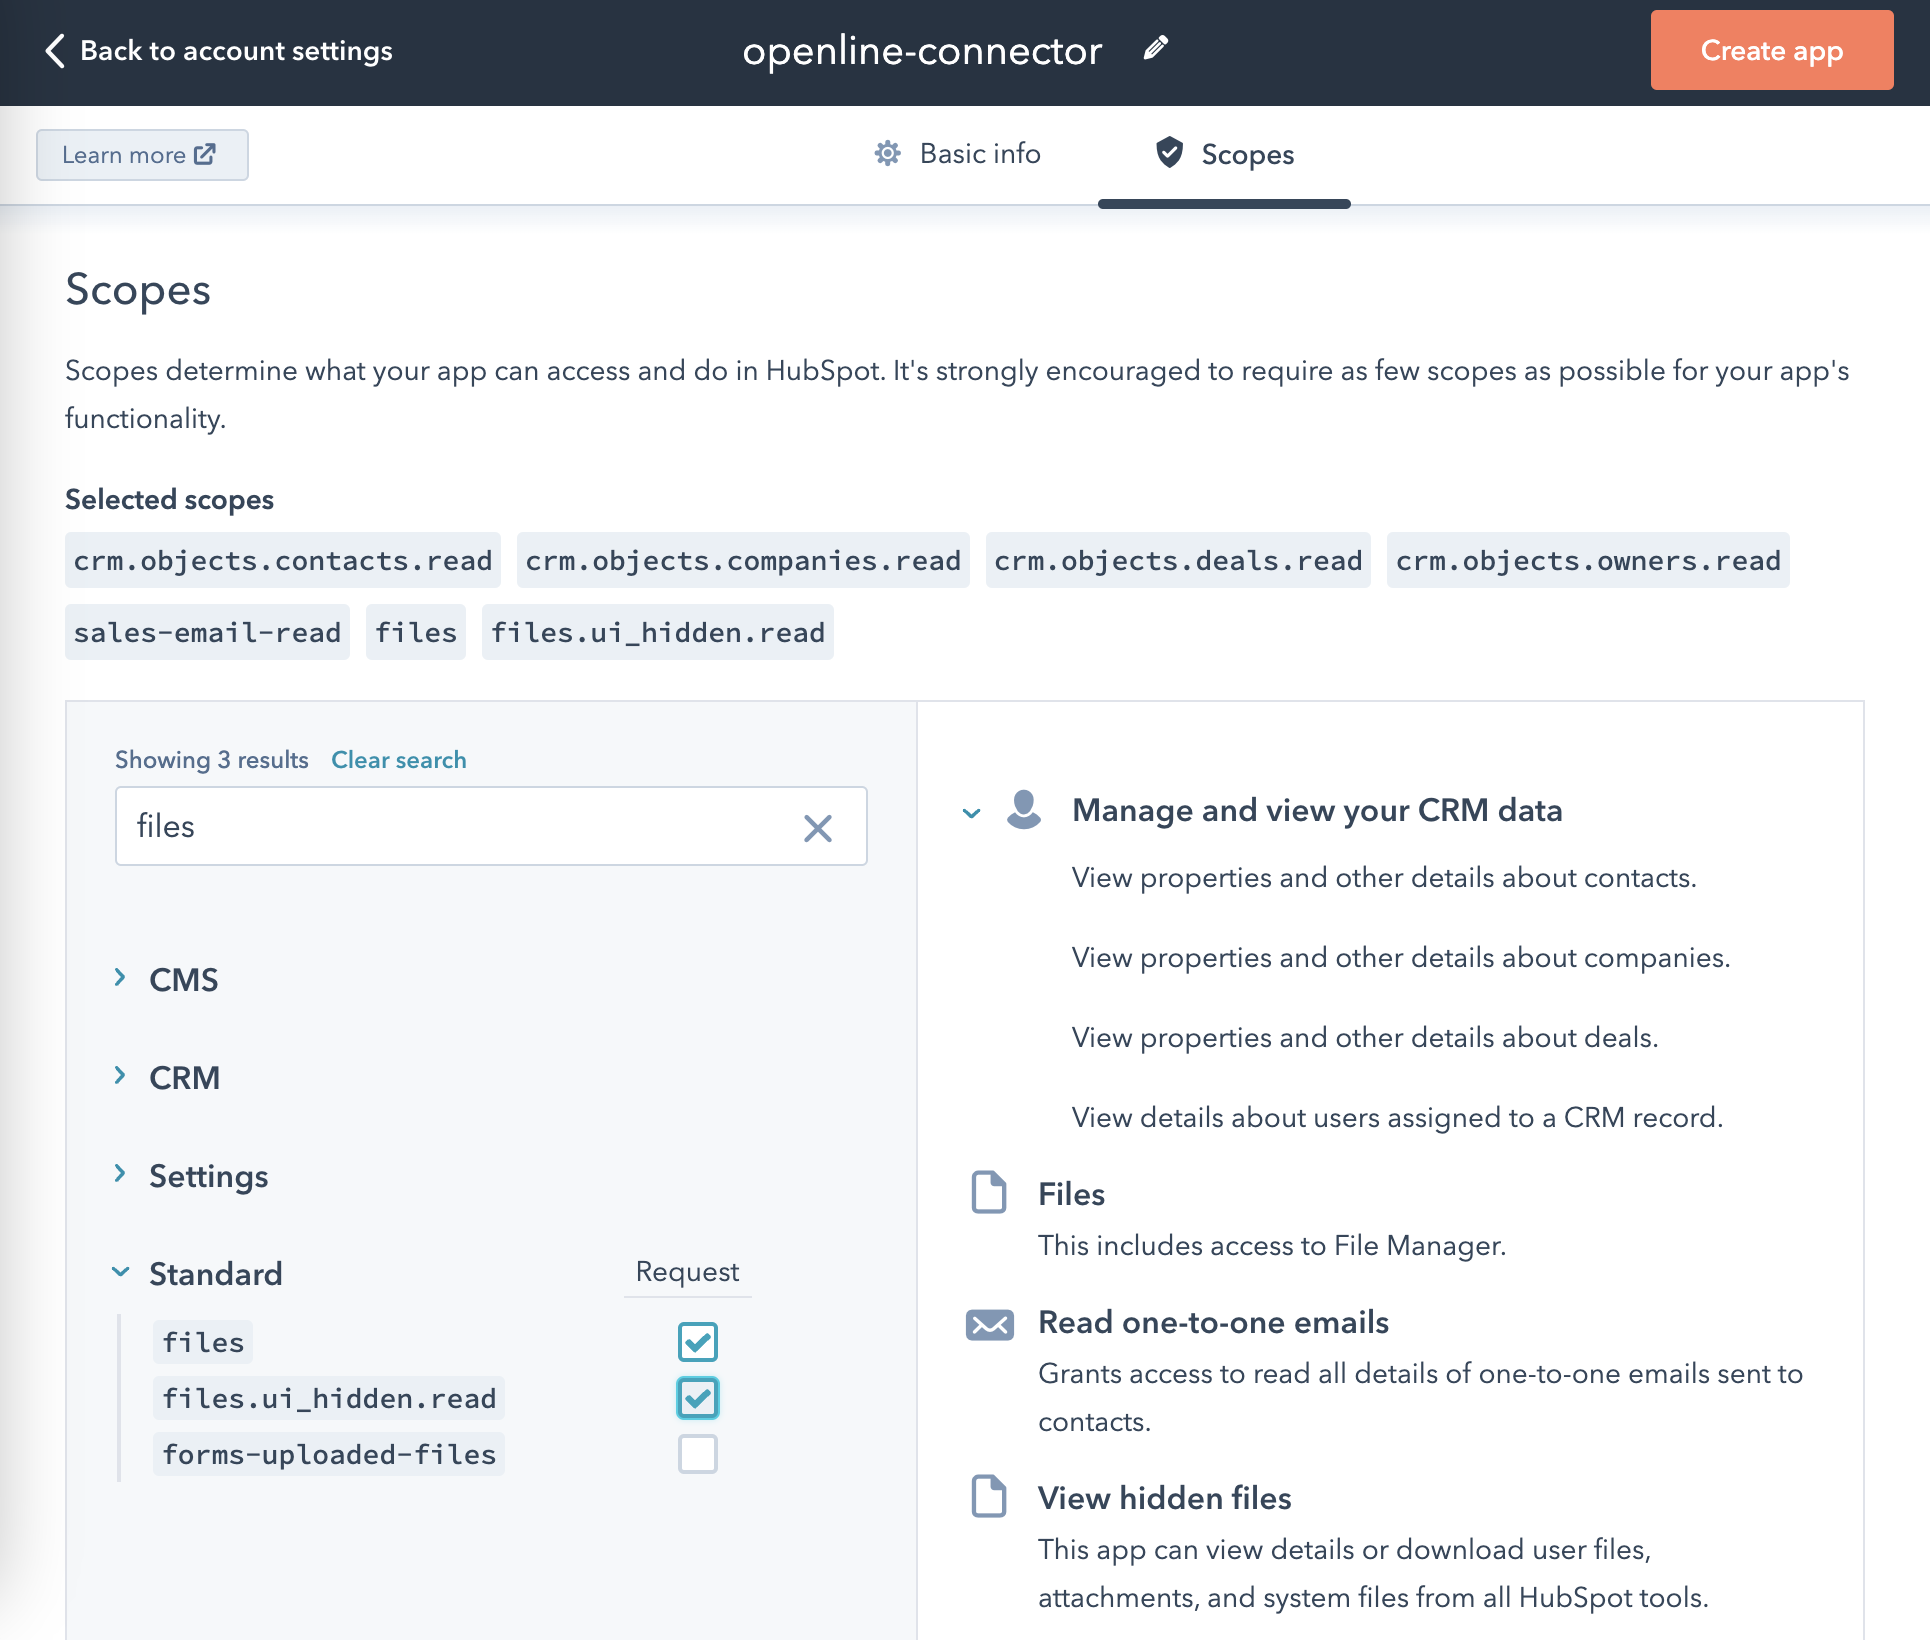 Back to account settings
openline-connector
Create app
Learn more
Basic info
Scopes
Scopes
Scopes determine what your app can access and do in HubSpot. It's strongly encouraged to require as few scopes as possible for your app's
functionality.
Selected scopes
crm.objects.contacts.read crm.objects.companies.read crm.objects.deals.read crm.objects.owners.read
sales-email-read files files.ui_hidden.read
Showing 3 results Clear search
files
CMS
CRM
Settings
Standard Request
files
files.ui_hidden.read
forms-uploaded-files
Manage and view your CRM data
View properties and other details about contacts.
View properties and other details about companies.
View properties and other details about deals.
View details about users assigned to a CRM record.
Files
This includes access to File Manager.
Read one-to-one emails
Grants access to read all details of one-to-one emails sent to
contacts.
View hidden files
This app can view details or download user files,
attachments, and system files from all HubSpot tools.